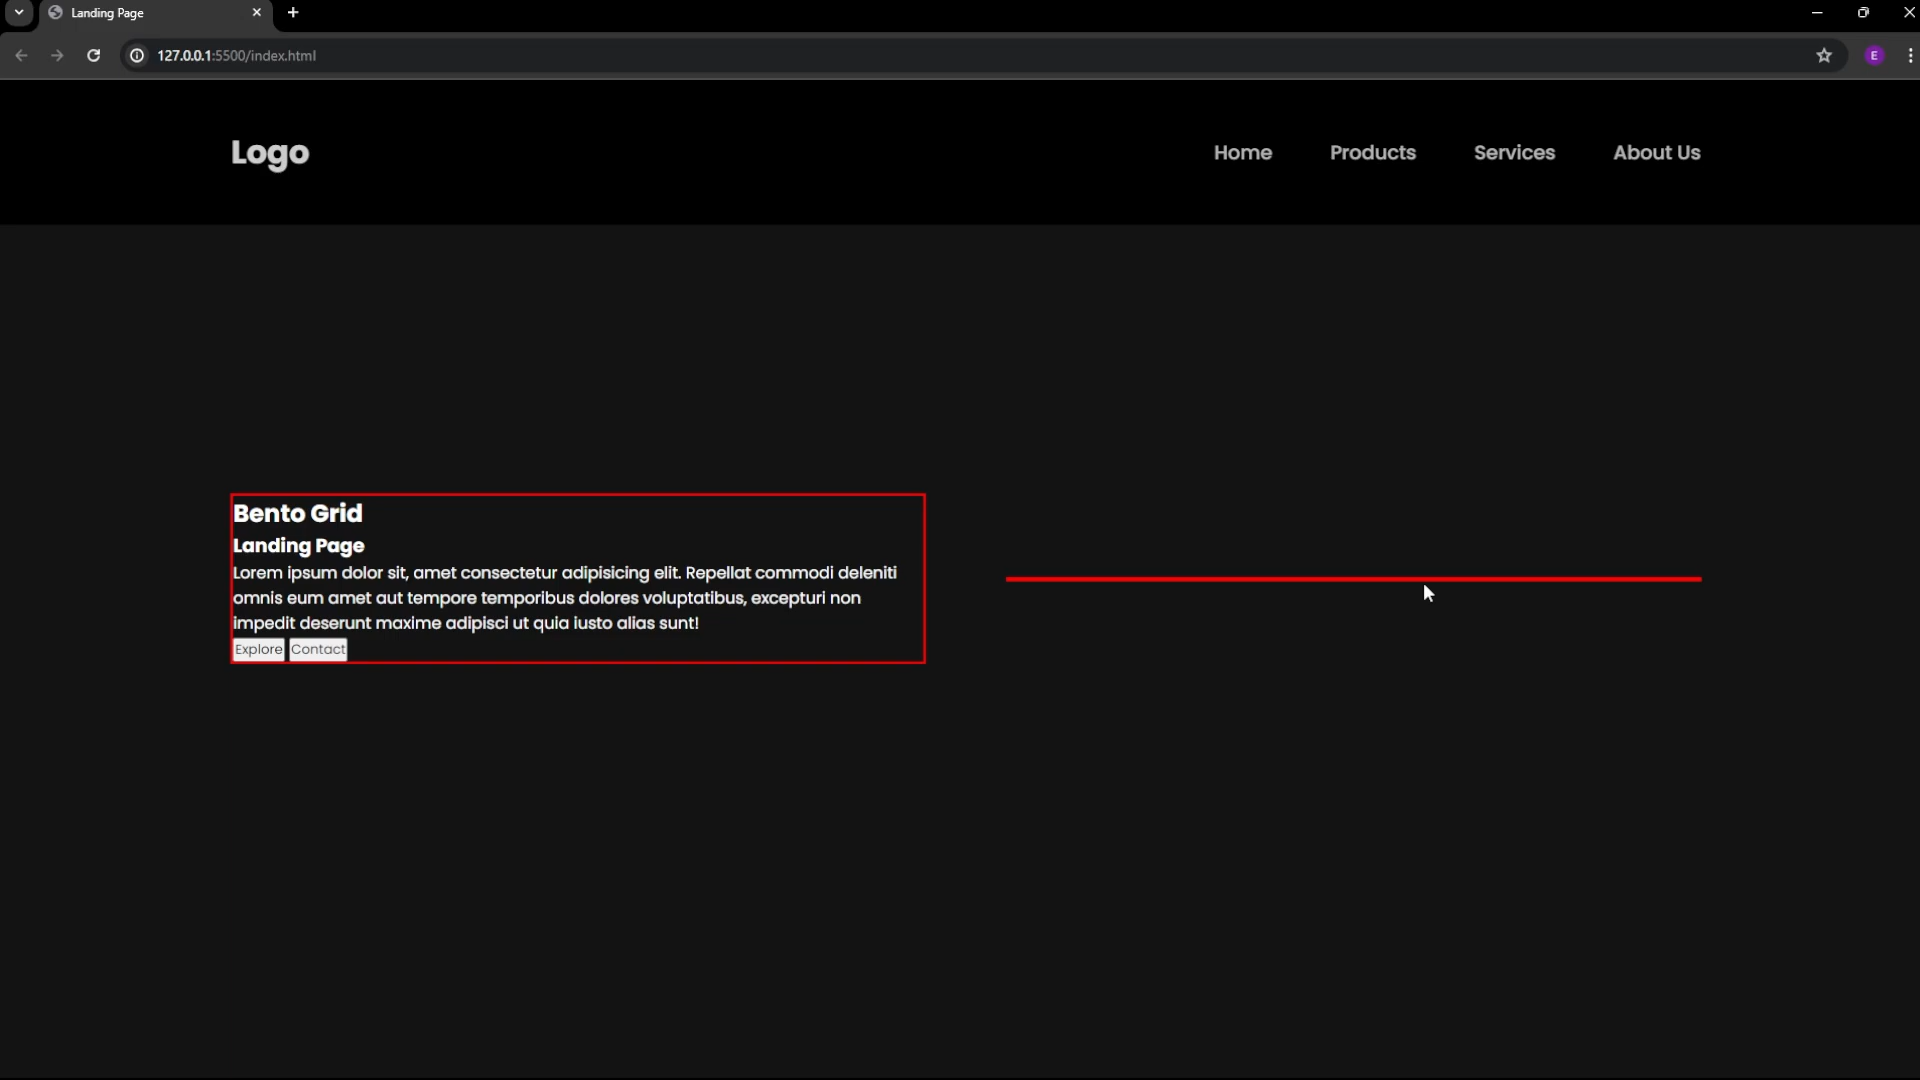 Landing Page
127.0.0.1:5500/index.html
E
Logo
Home Products Services About Us
Bento Grid
Landing Page
Lorem ipsum dolor sit, amet consectetur adipisicing elit. Repellat commodi deleniti
omnis eum amet aut tempore temporibus dolores voluptatibus, excepturi non
impedit deserunt maxime adipisci ut quia iusto alias sunt!
Explore Contact